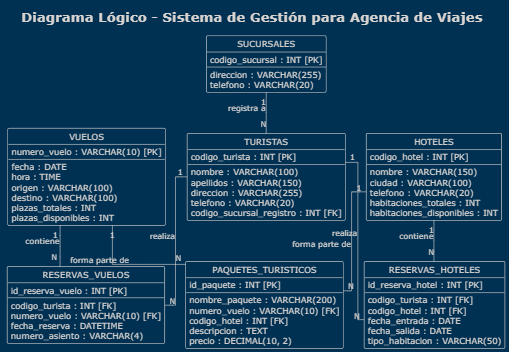 Diagrama Lógico - Sistema de Gestión para Agencia de Viajes
SUCURSALES
codigo_sucursal : INT [PK]
direccion : VARCHAR(255)
telefono : VARCHAR(20)
1
registra a
N
VUELOS
numero_vuelo : VARCHAR(10) [PK]
fecha : DATE
hora : TIME
origen : VARCHAR(100)
destino : VARCHAR(100)
plazas_totales : INT
plazas_disponibles : INT
TURISTAS
codigo_turista : INT [PK]
nombre : VARCHAR(100)
apellidos : VARCHAR(150)
direccion : VARCHAR(255)
telefono : VARCHAR(20)
codigo_sucursal_registro : INT [FK]
HOTELES
codigo_hotel : INT [PK]
nombre : VARCHAR(150)
ciudad : VARCHAR(100)
telefono : VARCHAR(20)
habitaciones_totales : INT
habitaciones_disponibles : INT
1
1
1
1
1
1
contiene
realiza
realiza
contiene
forma parte de
N
forma parte de
N
N
RESERVAS_VUELOS
id_reserva_vuelo : INT [PK]
codigo_turista : INT [FK]
numero_vuelo : VARCHAR(10) [FK]
fecha_reserva : DATETIME
numero_asiento : VARCHAR(4)
N
PAQUETES_TURISTICOS
id_paquete : INT [PK]
nombre_paquete : VARCHAR(200)
numero_vuelo : VARCHAR(10) [FK]
codigo_hotel : INT [FK]
descripcion : TEXT
precio : DECIMAL(10, 2)
N
N
RESERVAS_HOTELES
id_reserva_hotel : INT [PK]
codigo_turista : INT [FK]
codigo_hotel : INT [FK]
fecha_entrada : DATE
fecha_salida : DATE
tipo_habitacion : VARCHAR(50)